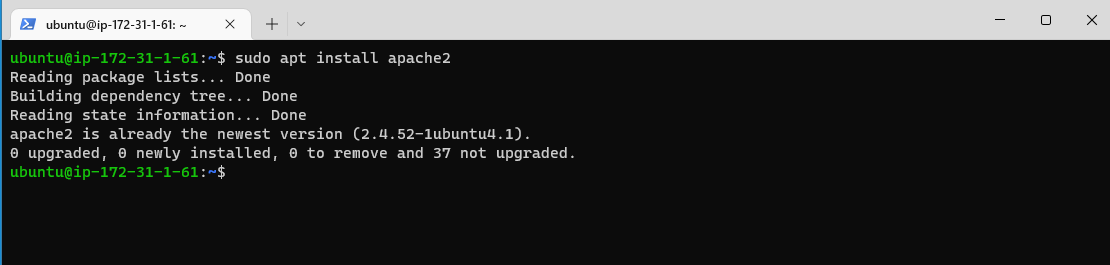 ubuntu@ip-172-31-1-61: ~
ubuntu@ip-172-31-1-61:~$ sudo apt install apache2
Reading package lists... Done
Building dependency tree... Done
Reading state information... Done
apache2 is already the newest version (2.4.52-1ubuntu4.1).
0 upgraded, 0 newly installed, 0 to remove and 37 not upgraded.
ubuntu@ip-172-31-1-61:~$